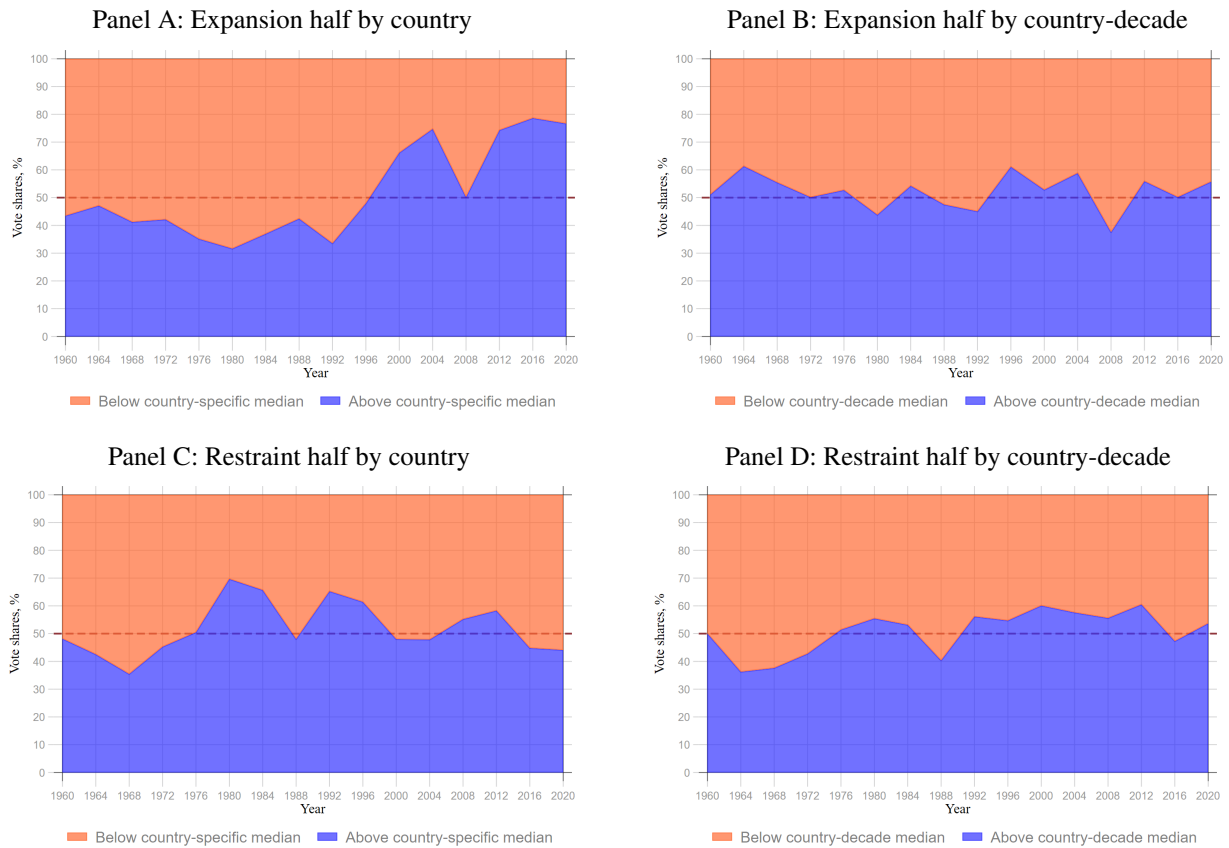 Panel A: Expansion half by country
100
90
80
70
60
50
40
30
20
10
0
Vote shares, %
1960 1964 1968 1972 1976 1980 1984 1988 1992 1996 2000 2004 2008 2012 2016 2020
Year
Below country-specific median Above country-specific median
Panel B: Expansion half by country-decade
100
90
80
70
60
50
40
30
20
10
0
Vote shares, %
1960 1964 1968 1972 1976 1980 1984 1988 1992 1996 2000 2004 2008 2012 2016 2020
Year
Below country-decade median Above country-decade median
Panel C: Restraint half by country
100
90
80
70
60
50
40
30
20
10
0
Vote shares, %
1960 1964 1968 1972 1976 1980 1984 1988 1992 1996 2000 2004 2008 2012 2016 2020
Year
Below country-specific median Above country-specific median
Panel D: Restraint half by country-decade
100
90
80
70
60
50
40
30
20
10
0
Vote shares, %
1960 1964 1968 1972 1976 1980 1984 1988 1992 1996 2000 2004 2008 2012 2016 2020
Year
Below country-decade median Above country-decade median